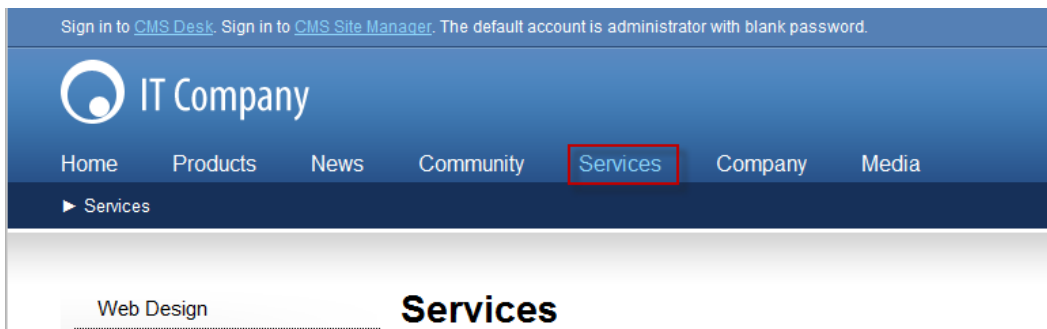 Sign in to CMS Desk. Sign in to CMS Site Manager. The default account is administrator with blank password.
IT Company
Home Products News Community Services Company Media
► Services
Web Design
Services